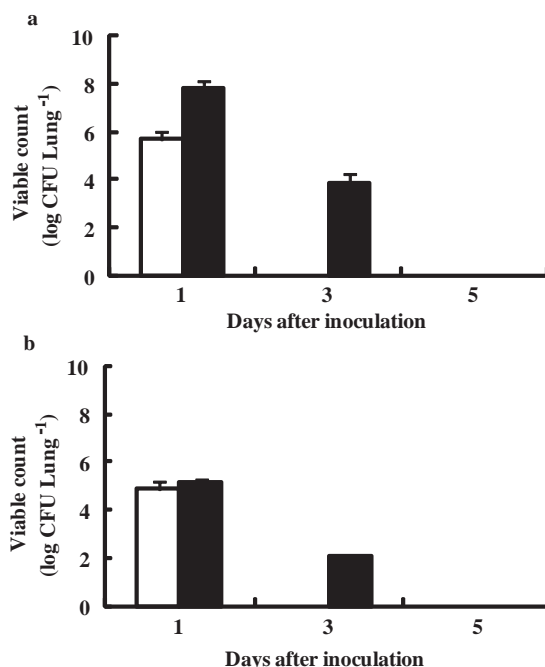 a
10
8
6
4
2
0
Viable count
(log CFU Lung-1)
1 3 5
Days after inoculation
b
10
8
6
4
2
0
Viable count
(log CFU Lung-1)
1 3 5
Days after inoculation